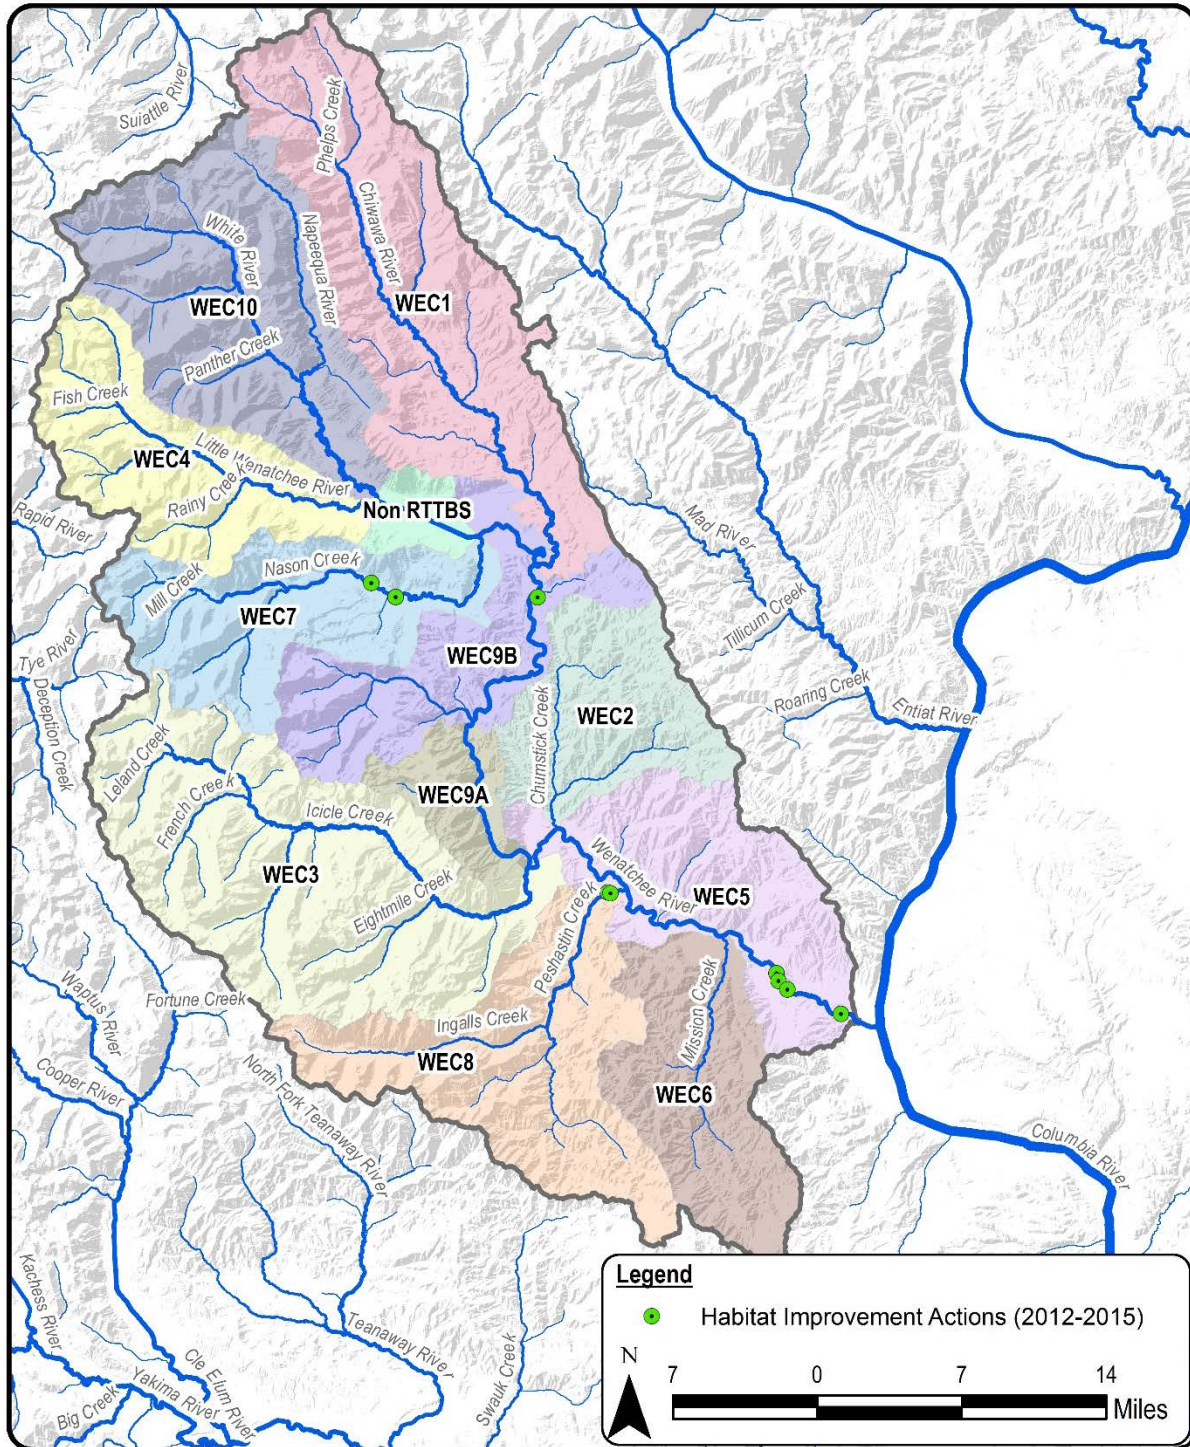 Suiattle River
Phelps Creek
Chiwawa River
White River
Napeequa River
WEC10
WEC1
Panther Creek
Fish Creek
Little Wenatchee River
WEC4
Rainy Creek
Non RTTBS
Rapid River
Mad River
Nason Creek
Mill Creek
WEC7
Tillicum Creek
Tye River
WEC9B
Deception Creek
Chumstick Creek
WEC2
Roaring Creek
Entiat River
Leland Creek
French Creek
WEC9A
Icicle Creek
WEC3
Eightmile Creek
Wenatchee River
WEC5
Peshastin Creek
Waptus River
Fortune Creek
Mission Creek
Ingalls Creek
WEC8
Cooper River
North Fork Teanaway River
WEC6
Columbia River
Kachess River
Teanaway River
Cle Elum River
Yakima River
Big Creek
Swauk Creek
Legend
Habitat Improvement Actions (2012-2015)
N
7 0 7 14
Miles